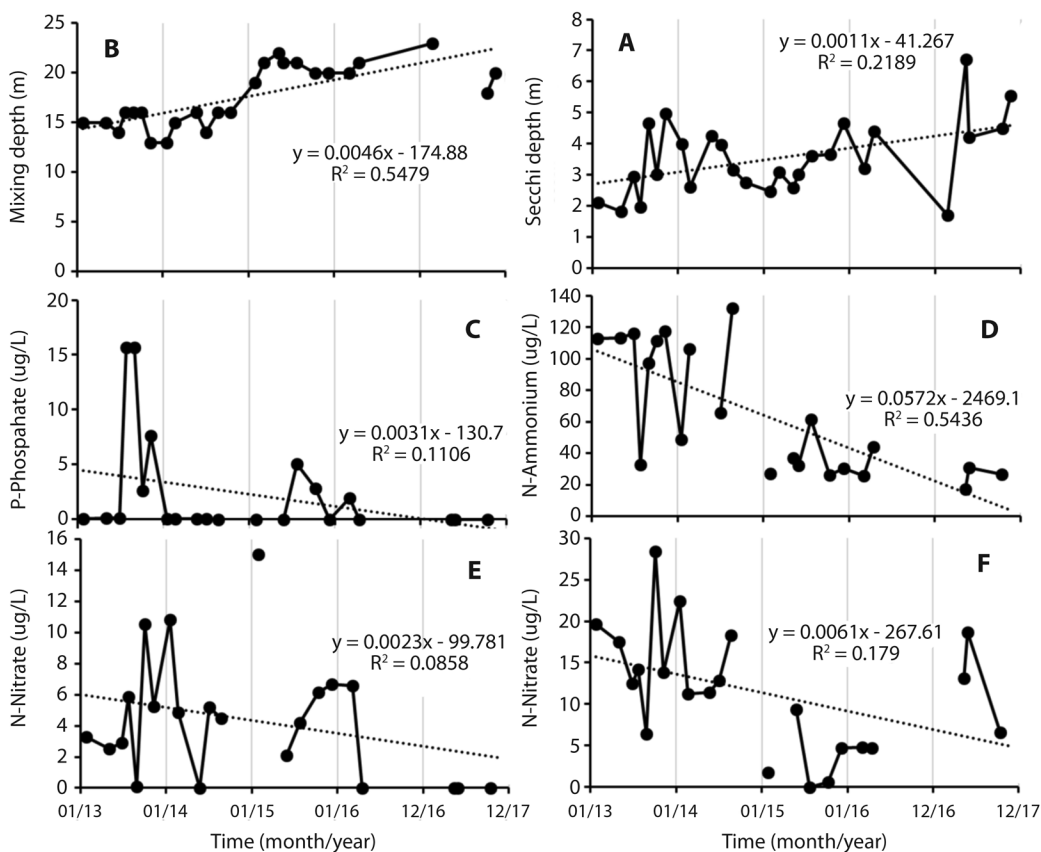 25
20
15
10
5
0
B
Mixing depth (m)
y = 0.0046x - 174.88
R² = 0.5479
8
7
6
5
4
3
2
1
0
A
Secchi depth (m)
y = 0.0011x - 41.267
R² = 0.2189
20
15
10
5
0
C
P-Phospahate (ug/L)
y = 0.0031x - 130.7
R² = 0.1106
140
120
100
80
60
40
20
0
D
N-Ammonium (ug/L)
y = 0.0572x - 2469.1
R² = 0.5436
16
14
12
10
8
6
4
2
0
E
N-Nitrate (ug/L)
y = 0.0023x - 99.781
R² = 0.0858
01/13 01/14 01/15 01/16 12/16 12/17
Time (month/year)
30
25
20
15
10
5
0
F
N-Nitrate (ug/L)
y = 0.0061x - 267.61
R² = 0.179
01/13 01/14 01/15 01/16 12/16 12/17
Time (month/year)